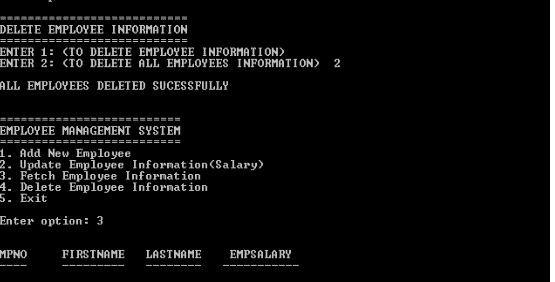 ===========================
DELETE EMPLOYEE INFORMATION
===========================
ENTER 1: (TO DELETE EMPLOYEE INFORMATION)
ENTER 2: (TO DELETE ALL EMPLOYEES INFORMATION)  2
ALL EMPLOYEES DELETED SUCESSFULLY
==========================
EMPLOYEE MANAGEMENT SYSTEM
==========================
1. Add New Employee
2. Update Employee Information(Salary)
3. Fetch Employee Information
4. Delete Employee Information
5. Exit
Enter option: 3
MPNO     FIRSTNAME   LASTNAME    EMPSALARY
----     ---------   --------   -----------